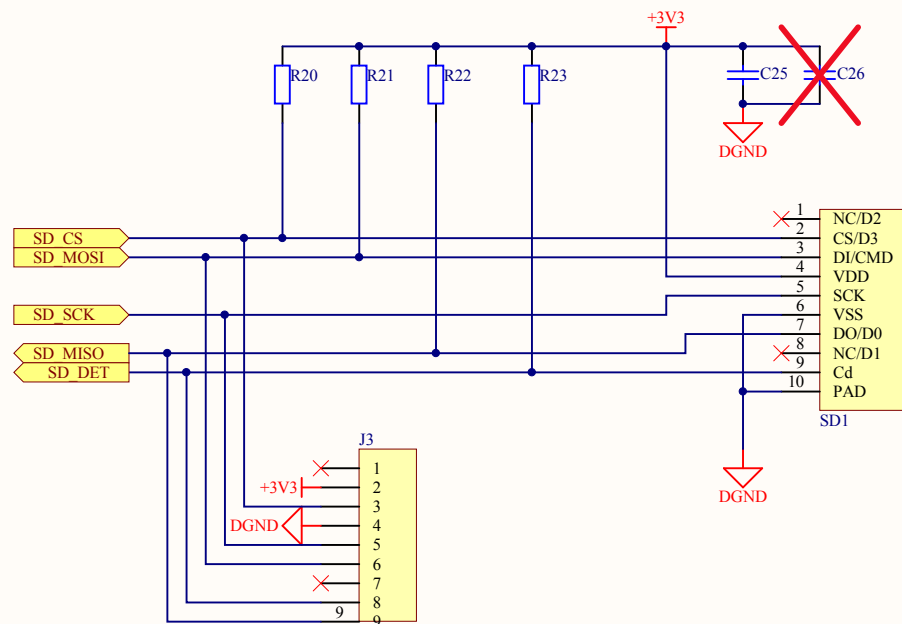 +3V3
R20
R21
R22
R23
C25
C26
DGND
1 NC/D2
SD_CS
2 CS/D3
SD_MOSI
3 DI/CMD
4 VDD
5 SCK
SD_SCK
6 VSS
7 DO/D0
SD_MISO
8 NC/D1
SD_DET
9 Cd
10 PAD
SD1
J3
1
+3V3
2
3
DGND
4
5
6
7
8
9
9
DGND